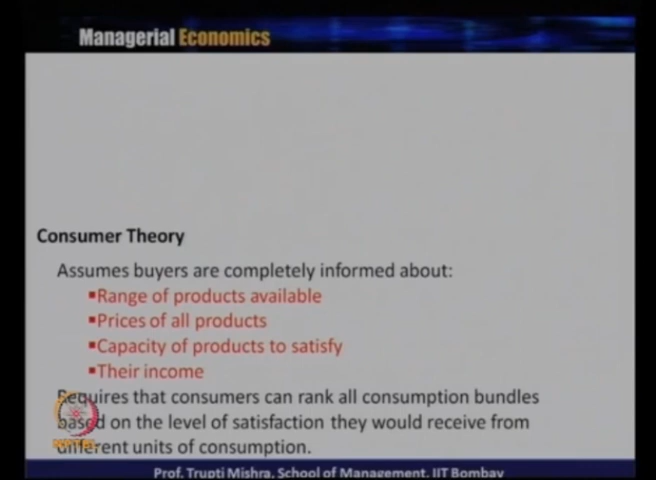 Managerial Economics
Consumer Theory
Assumes buyers are completely informed about:
▪Range of products available
▪Prices of all products
▪Capacity of products to satisfy
▪Their income
Requires that consumers can rank all consumption bundles
based on the level of satisfaction they would receive from
different units of consumption.
NPTEL
Prof. Trupti Mishra, School of Management, IIT Bombay